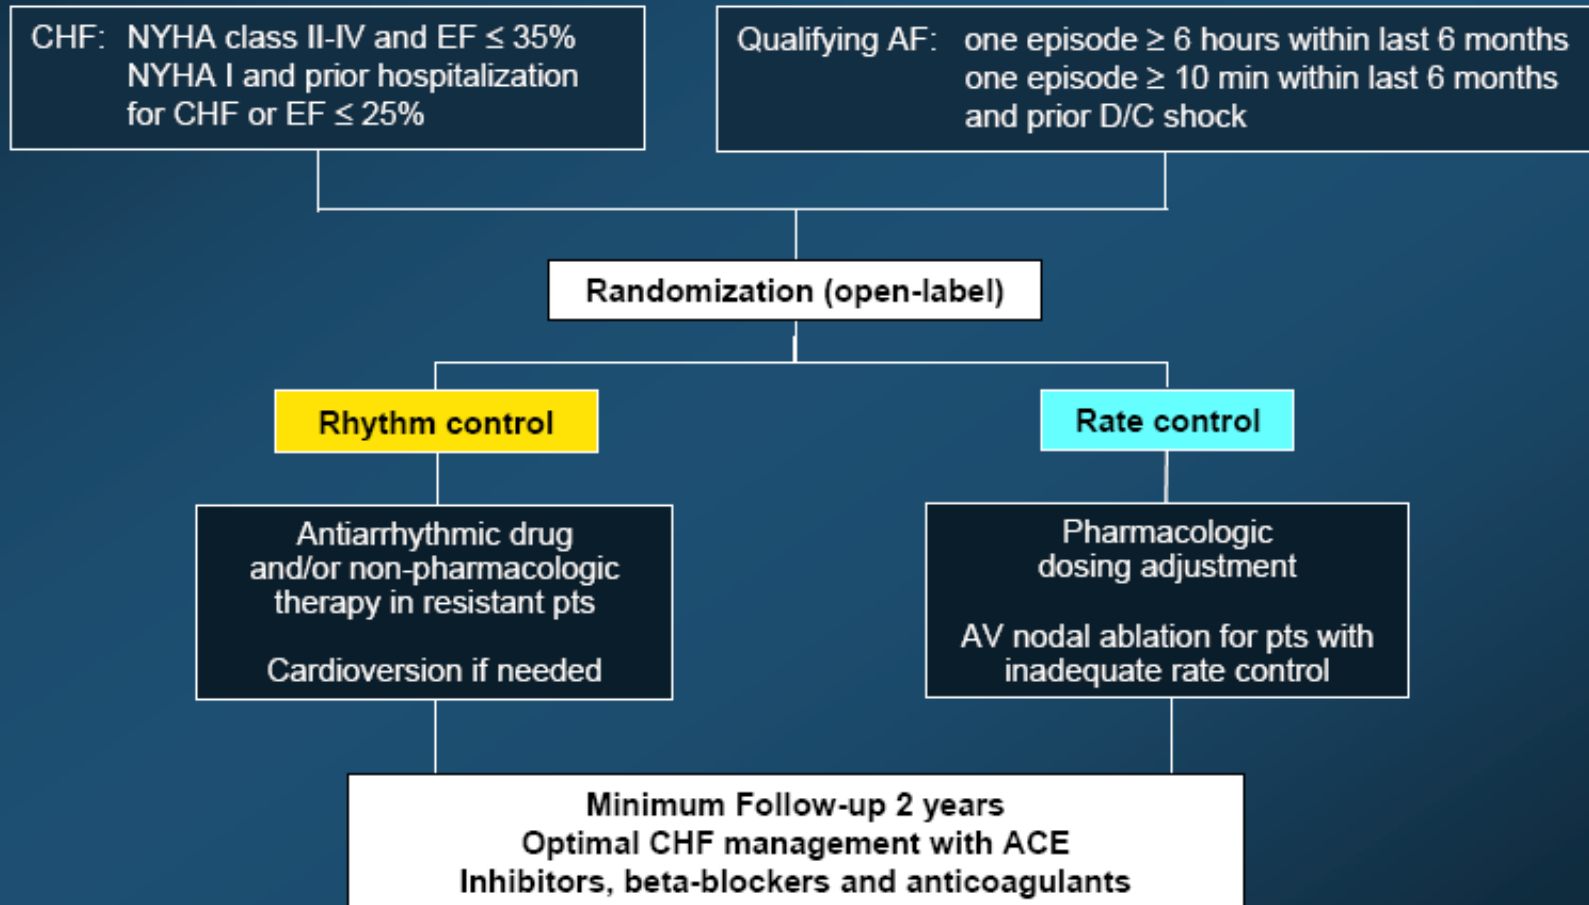 CHF: NYHA class II-IV and EF ≤ 35%
NYHA I and prior hospitalization
for CHF or EF ≤ 25%
Qualifying AF: one episode ≥ 6 hours within last 6 months
one episode ≥ 10 min within last 6 months
and prior D/C shock
Randomization (open-label)
Rhythm control
Rate control
Antiarrhythmic drug
and/or non-pharmacologic
therapy in resistant pts
Cardioversion if needed
Pharmacologic
dosing adjustment
AV nodal ablation for pts with
inadequate rate control
Minimum Follow-up 2 years
Optimal CHF management with ACE
Inhibitors, beta-blockers and anticoagulants